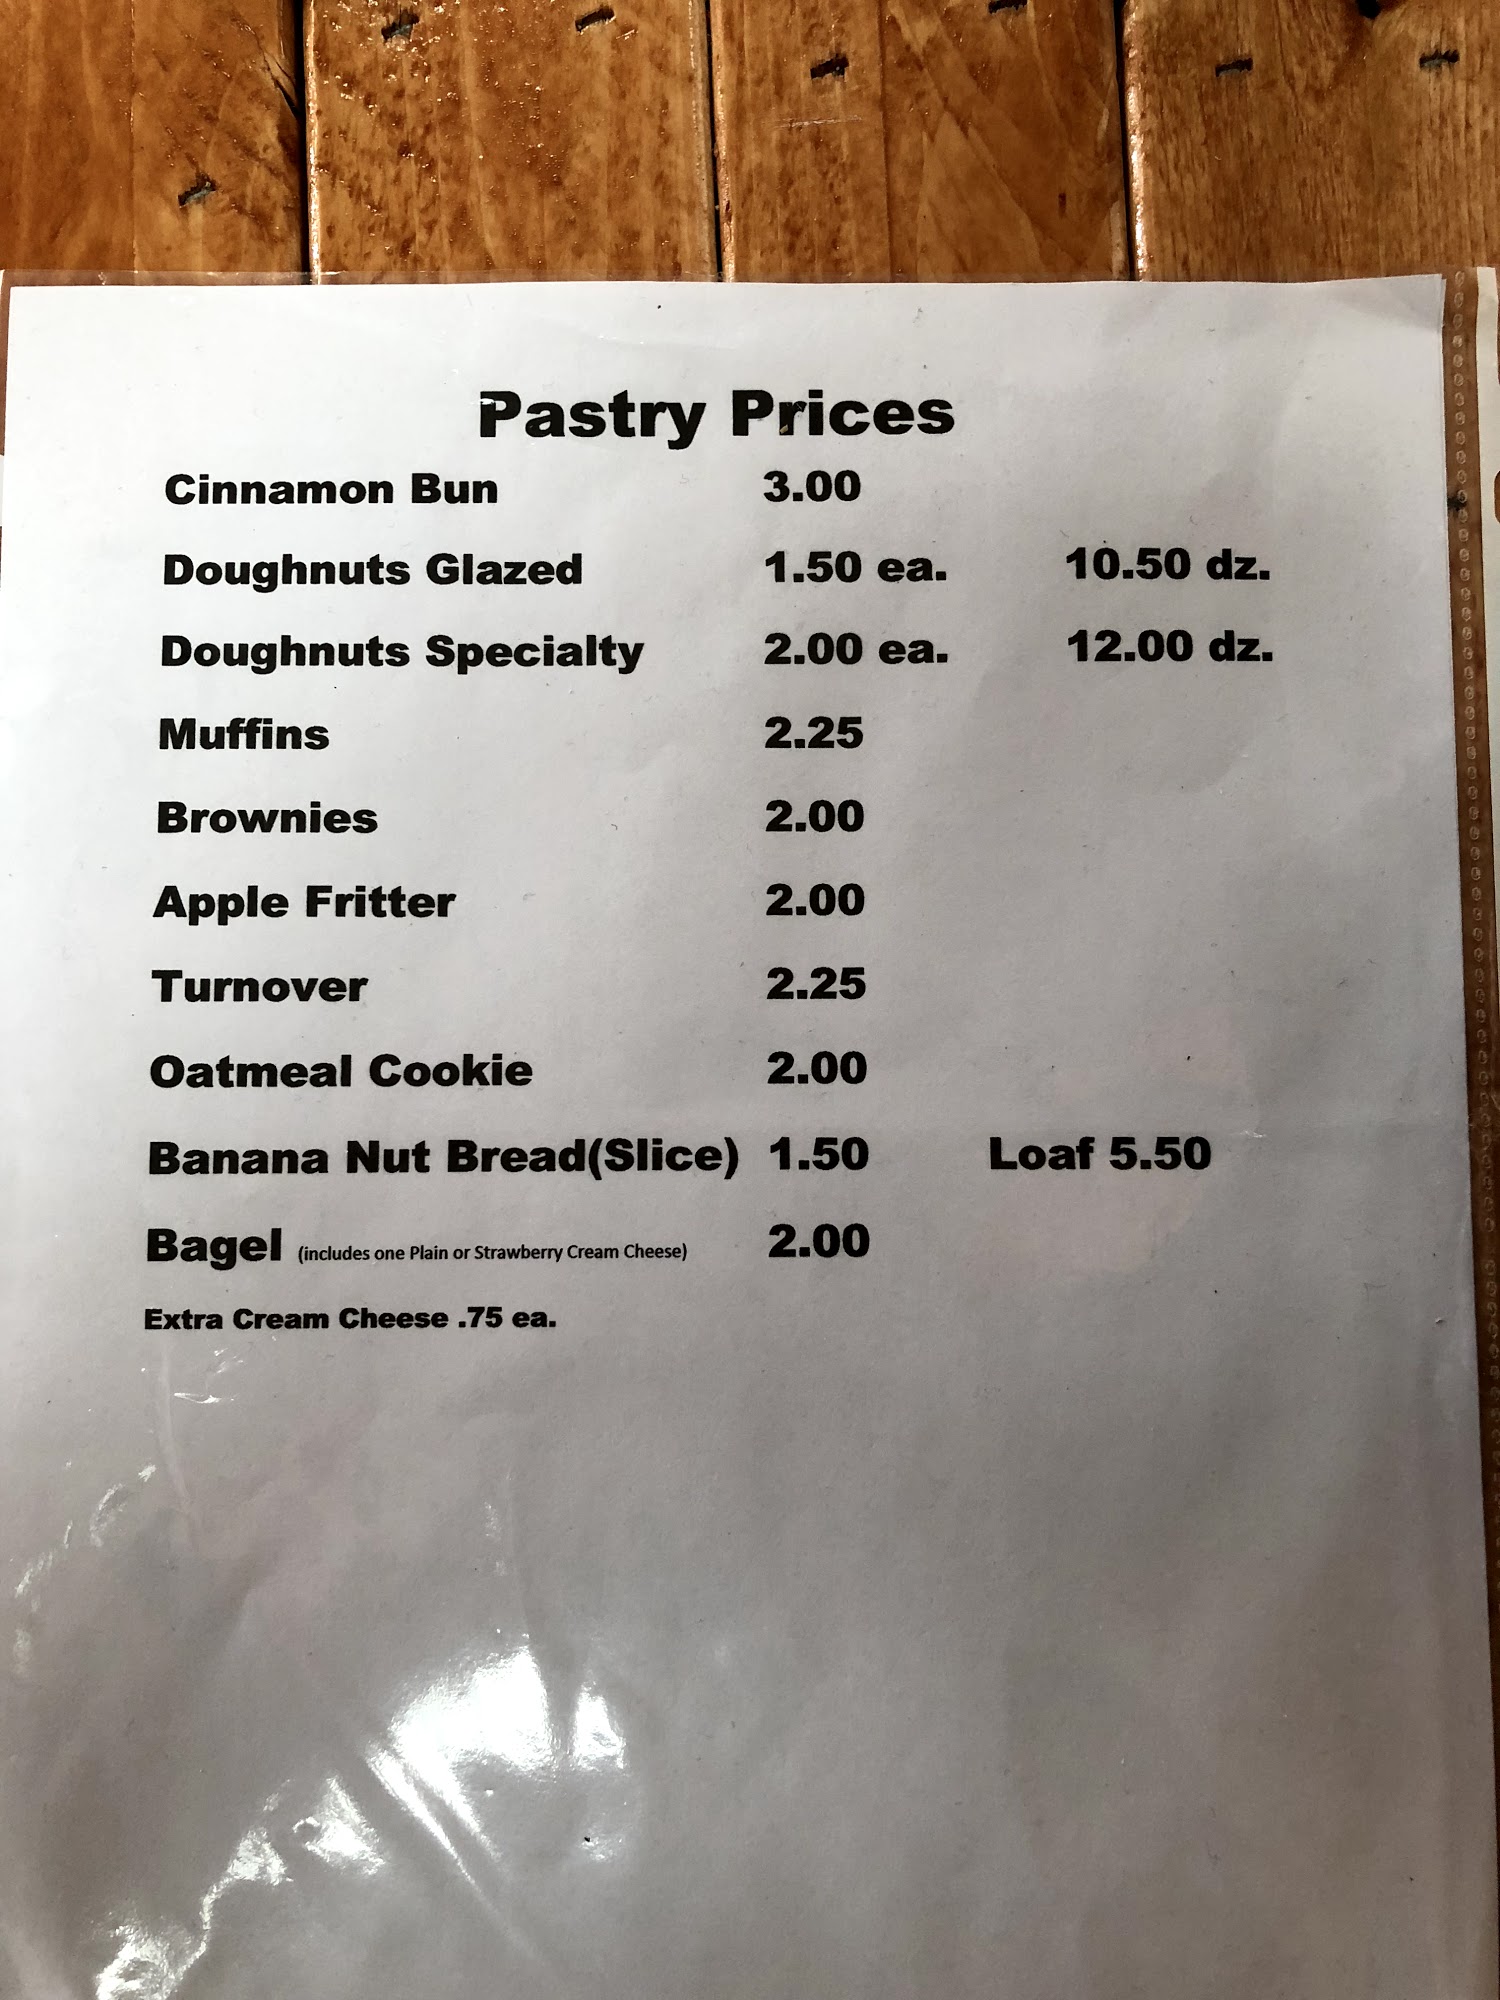 Pastry Prices
Cinnamon Bun 3.00
Doughnuts Glazed 1.50 ea. 10.50 dz.
Doughnuts Specialty 2.00 ea. 12.00 dz.
Muffins 2.25
Brownies 2.00
Apple Fritter 2.00
Turnover 2.25
Oatmeal Cookie 2.00
Banana Nut Bread(Slice) 1.50 Loaf 5.50
Bagel (includes one Plain or Strawberry Cream Cheese) 2.00
Extra Cream Cheese .75 ea.